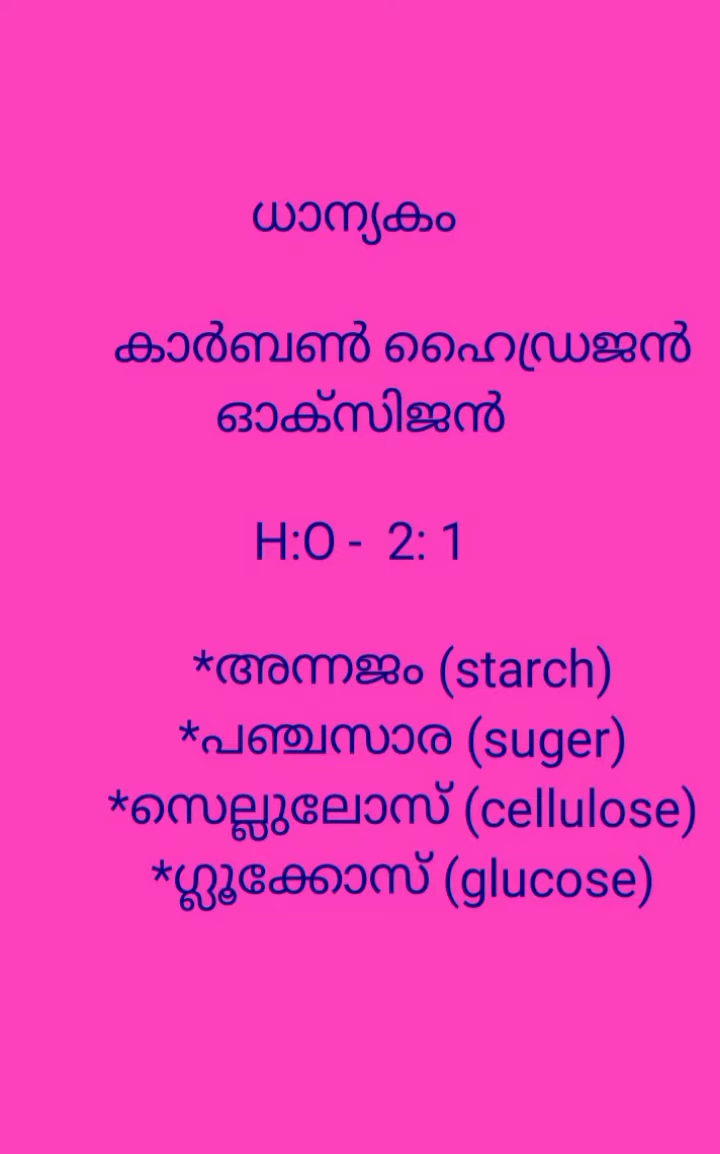 ധാന്യകം
കാർബൺ ഹൈഡ്രജൻ
ഓക്സിജൻ
H:O - 2: 1
*അന്നജം (starch)
*പഞ്ചസാര (suger)
*സെല്ലുലോസ് (cellulose)
*ഗ്ലൂക്കോസ് (glucose)